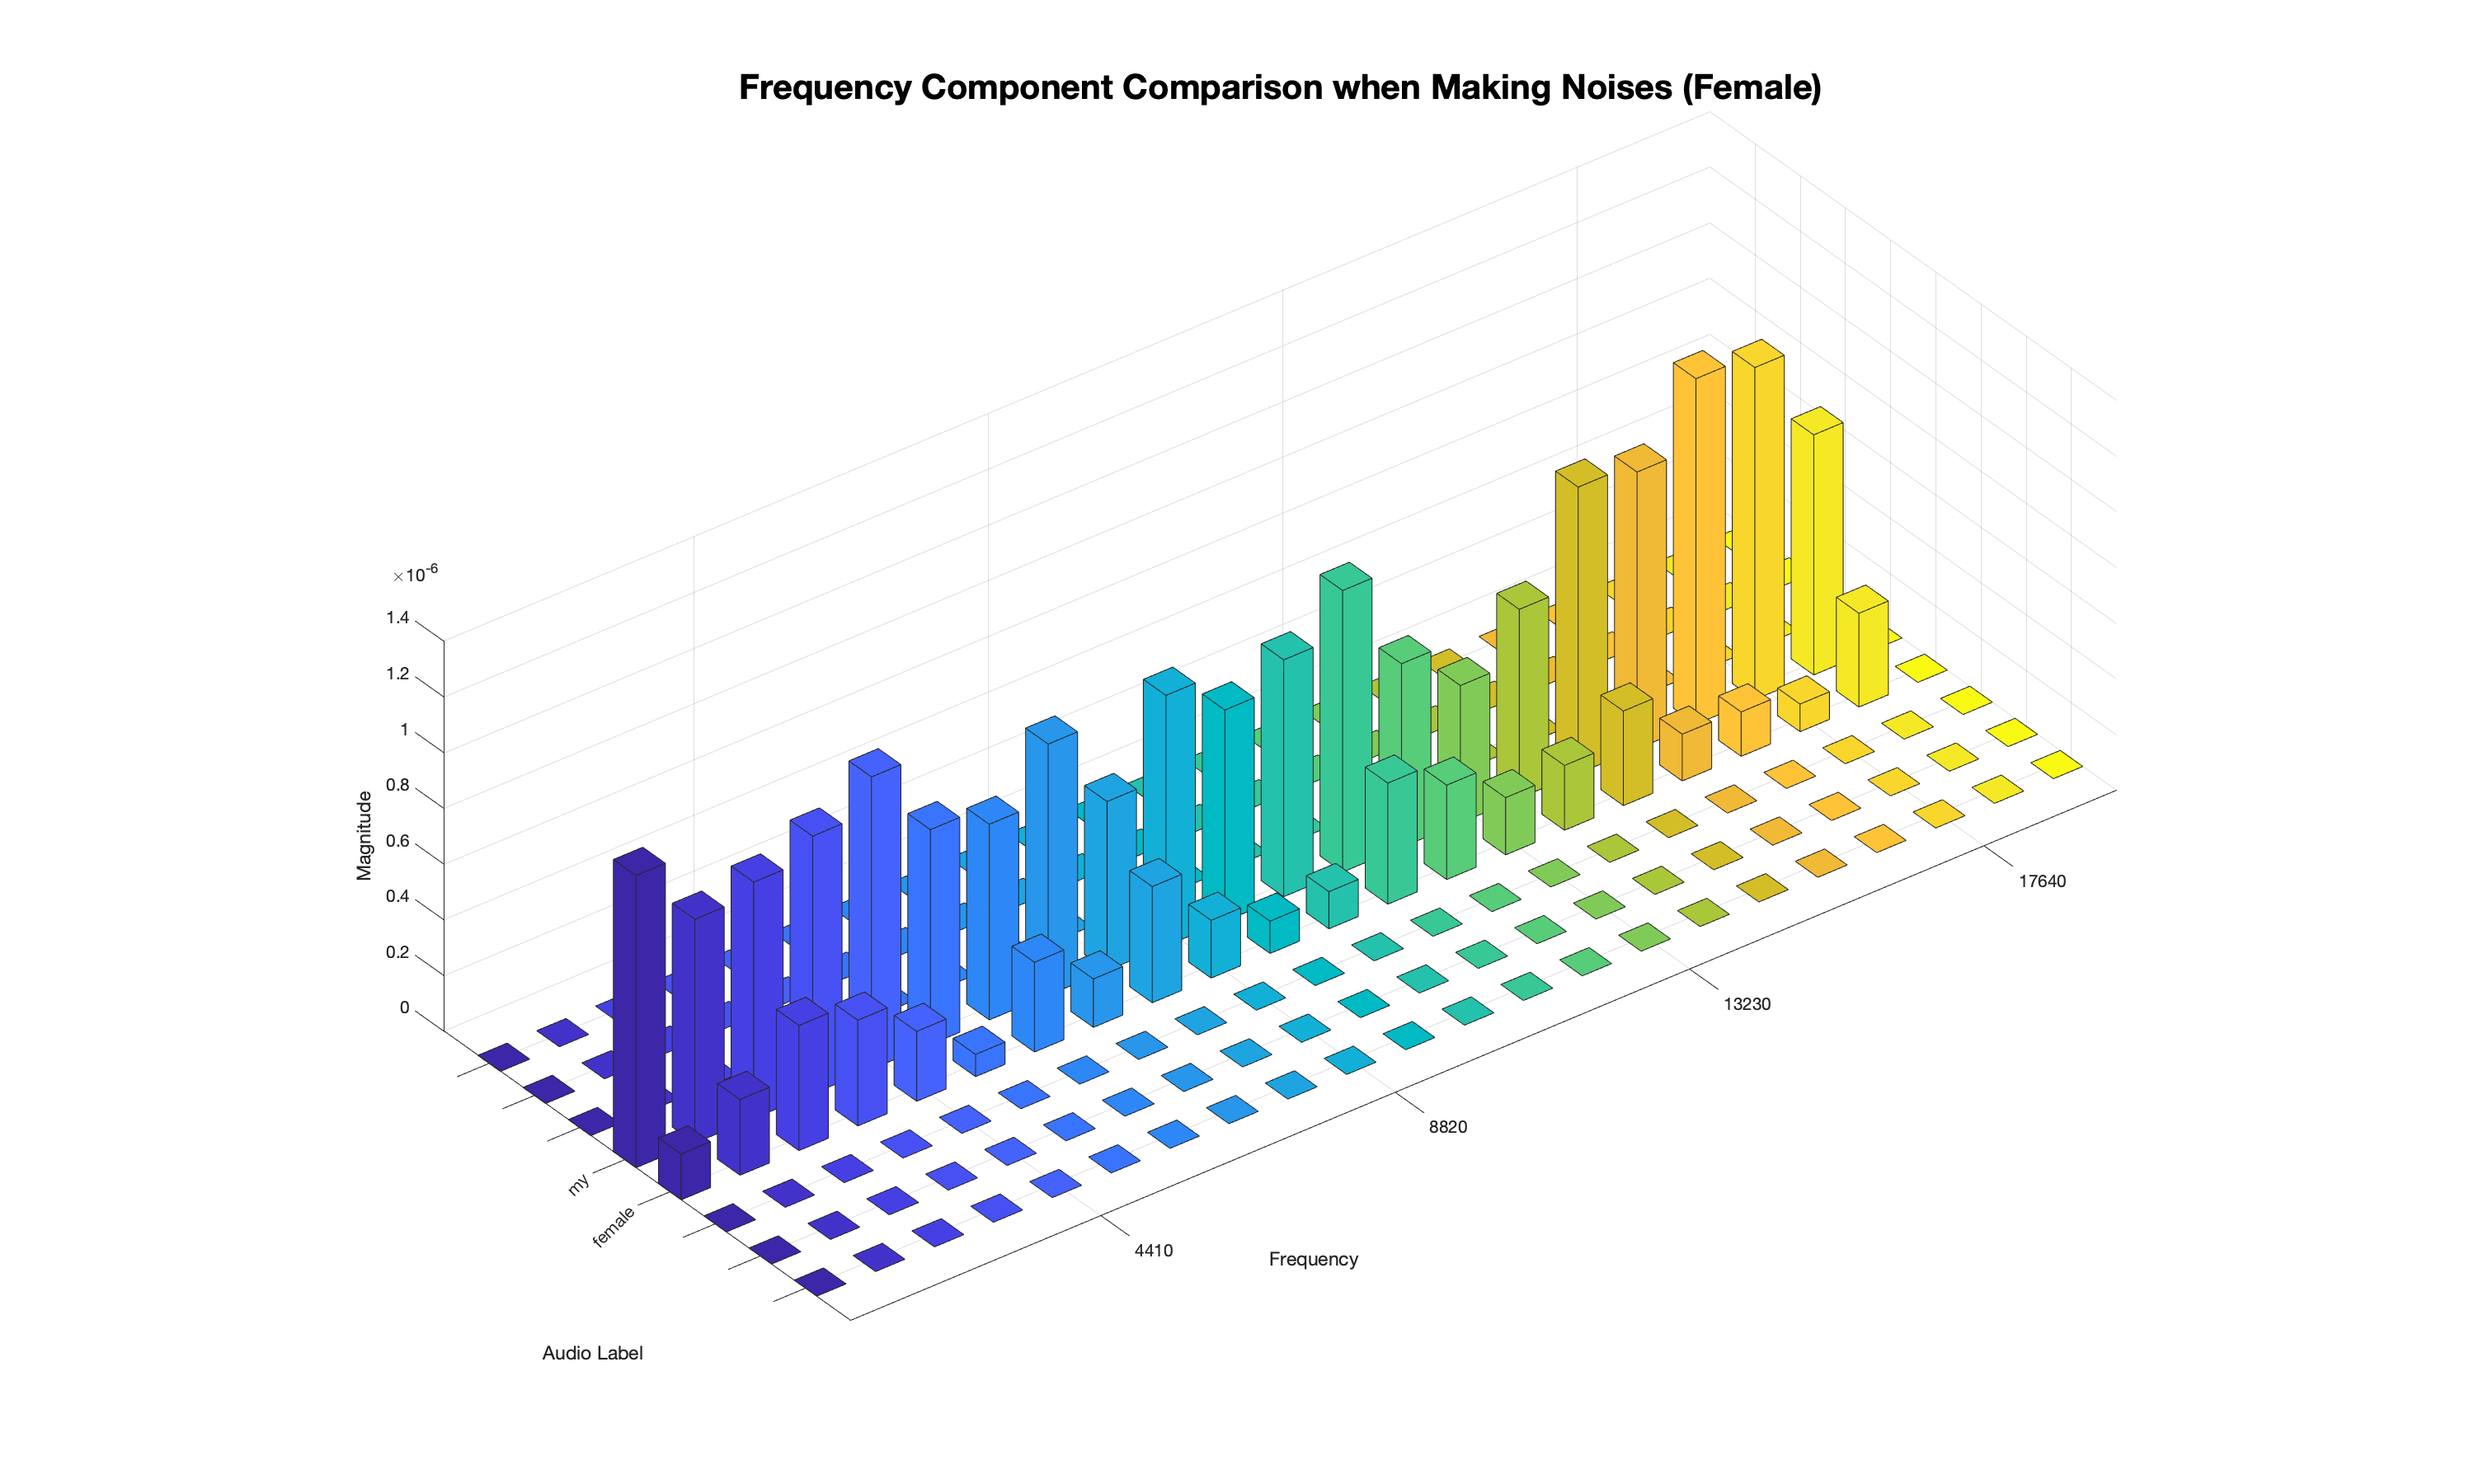 Frequency Component Comparison when Making Noises (Female)
×10-6
1.4
1.2
1
0.8
0.6
0.4
0.2
0
Magnitude
my
female
Audio Label
4410
8820
13230
17640
Frequency